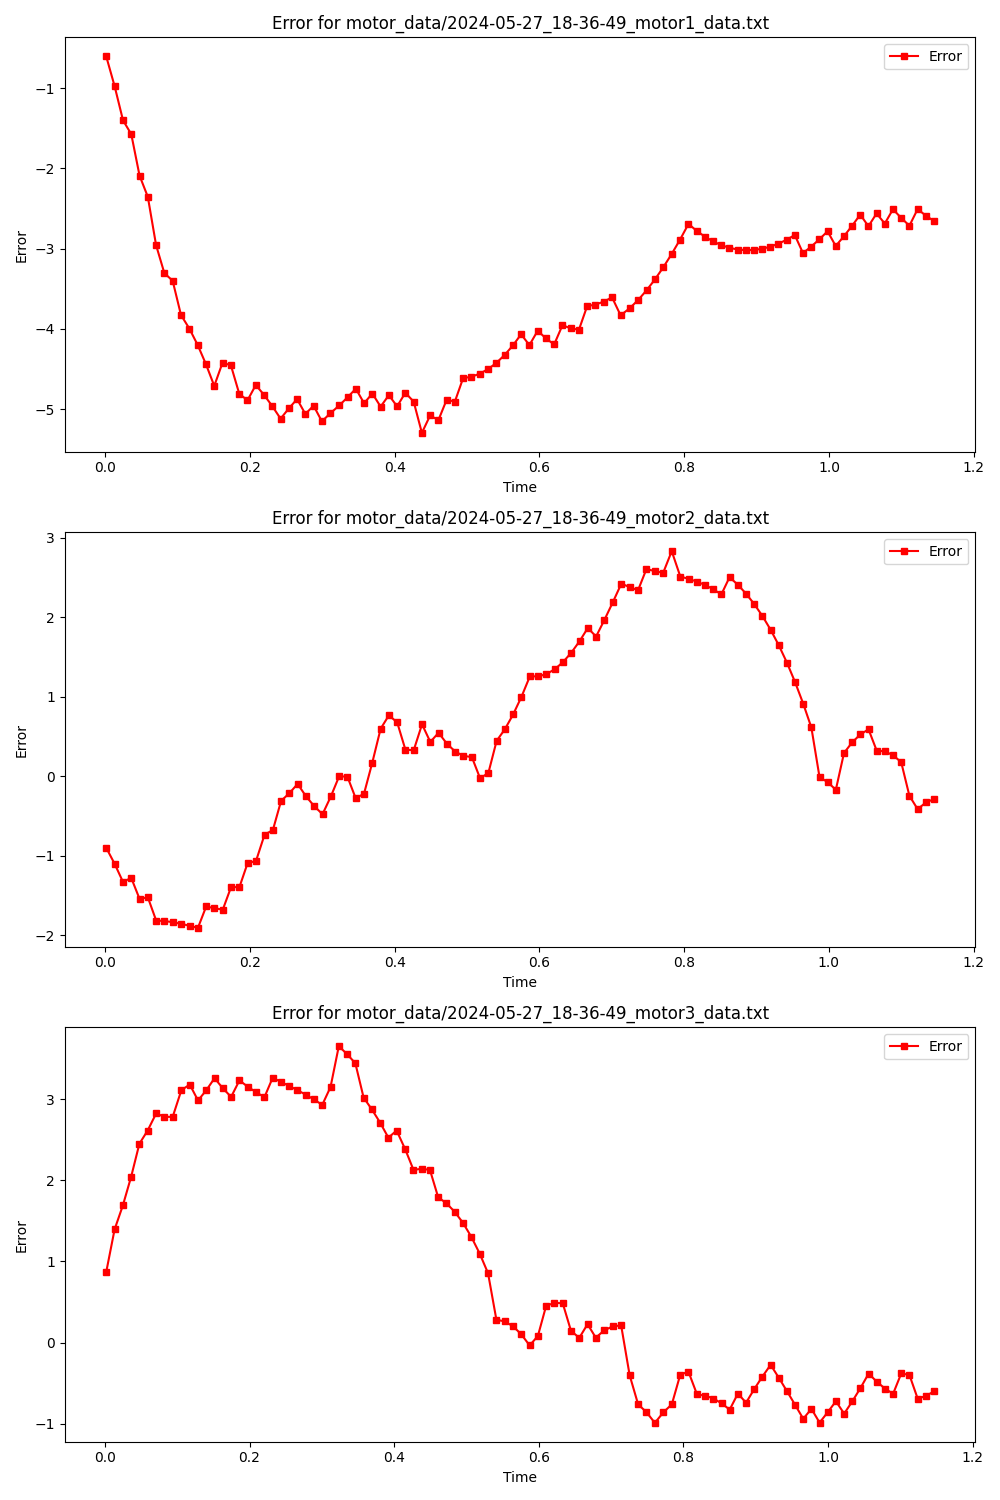 Error for motor_data/2024-05-27_18-36-49_motor1_data.txt
Error
−1
−2
−3
−4
−5
Error
0.0 0.2 0.4 0.6 0.8 1.0 1.2
Time
Error for motor_data/2024-05-27_18-36-49_motor2_data.txt
Error
3
2
1
0
−1
−2
Error
0.0 0.2 0.4 0.6 0.8 1.0 1.2
Time
Error for motor_data/2024-05-27_18-36-49_motor3_data.txt
Error
3
2
1
0
−1
Error
0.0 0.2 0.4 0.6 0.8 1.0 1.2
Time